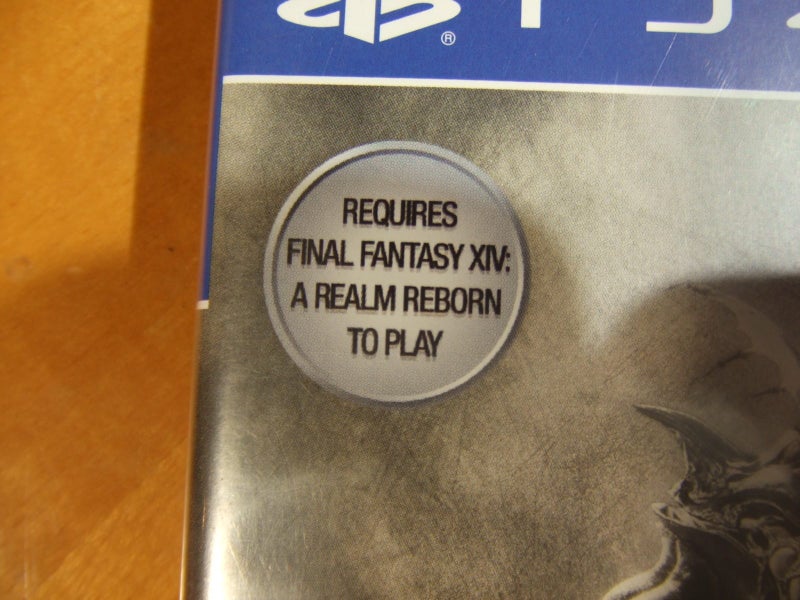 ®
REQUIRES
FINAL FANTASY XIV:
A REALM REBORN
TO PLAY